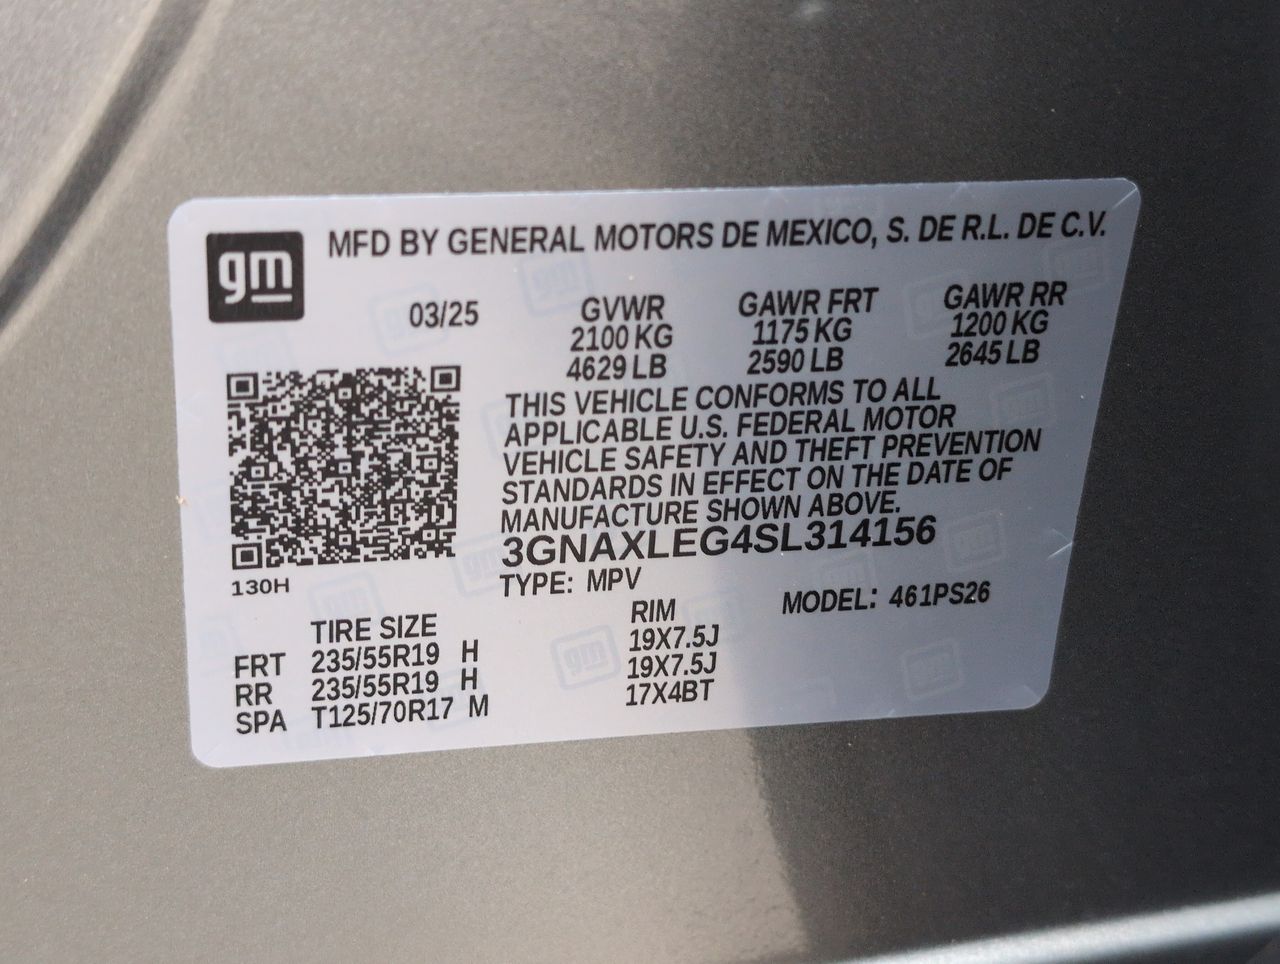 gm
MFD BY GENERAL MOTORS DE MEXICO, S. DE R.L. DE C.V.
03/25 GVWR GAWR FRT GAWR RR
2100 KG 1175 KG 1200 KG
4629 LB 2590 LB 2645 LB
THIS VEHICLE CONFORMS TO ALL
APPLICABLE U.S. FEDERAL MOTOR
VEHICLE SAFETY AND THEFT PREVENTION
STANDARDS IN EFFECT ON THE DATE OF
MANUFACTURE SHOWN ABOVE.
3GNAXLEG4SL314156
130H
TYPE: MPV MODEL: 461PS26
TIRE SIZE RIM
FRT 235/55R19 H 19X7.5J
RR 235/55R19 H 19X7.5J
SPA T125/70R17 M 17X4BT